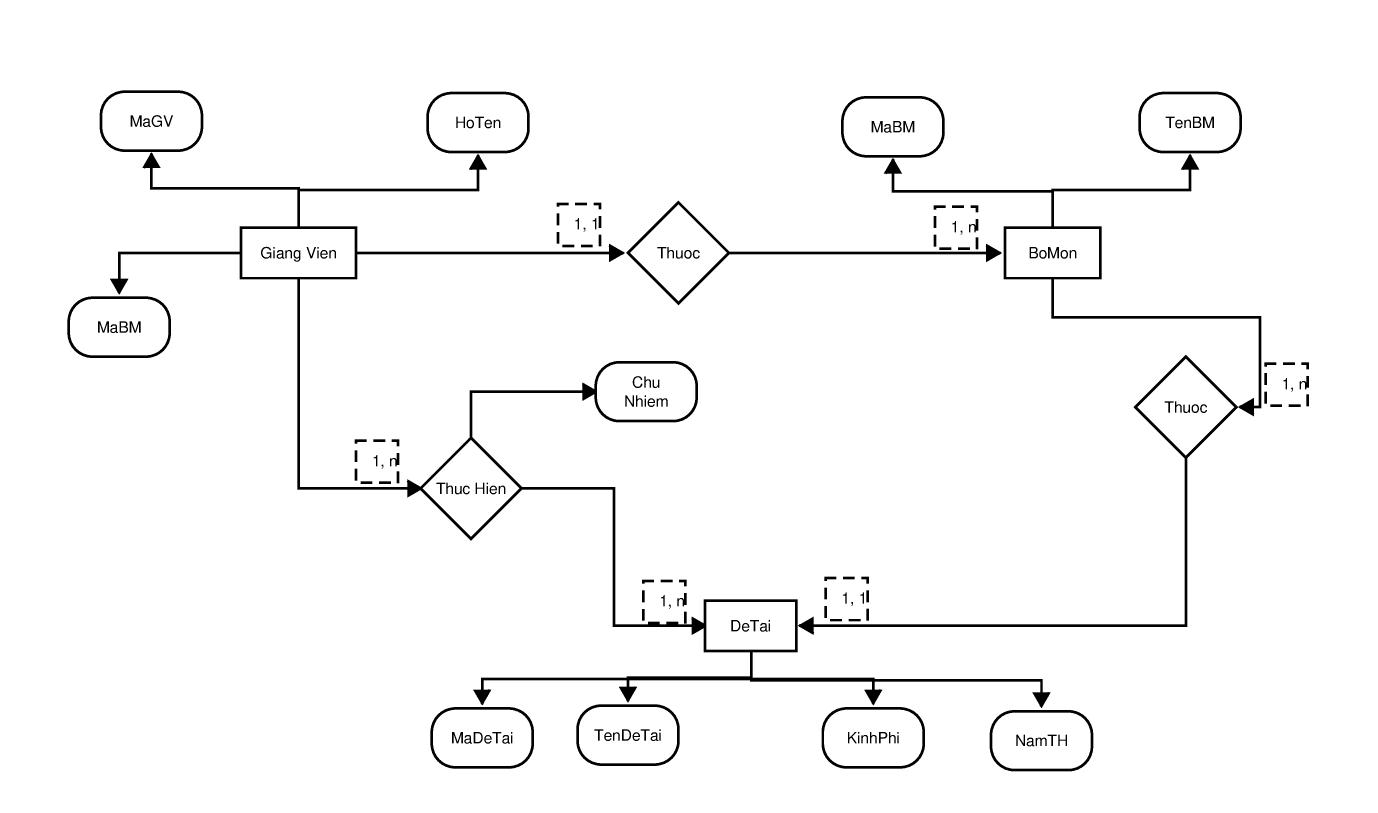 MaGV
HoTen
MaBM
TenBM
1, 1
1, n
Giang Vien
Thuoc
BoMon
MaBM
Chu
Nhiem
1, n
Thuoc
1, n
Thuc Hien
1, n
1, 1
DeTai
MaDeTai
TenDeTai
KinhPhi
NamTH